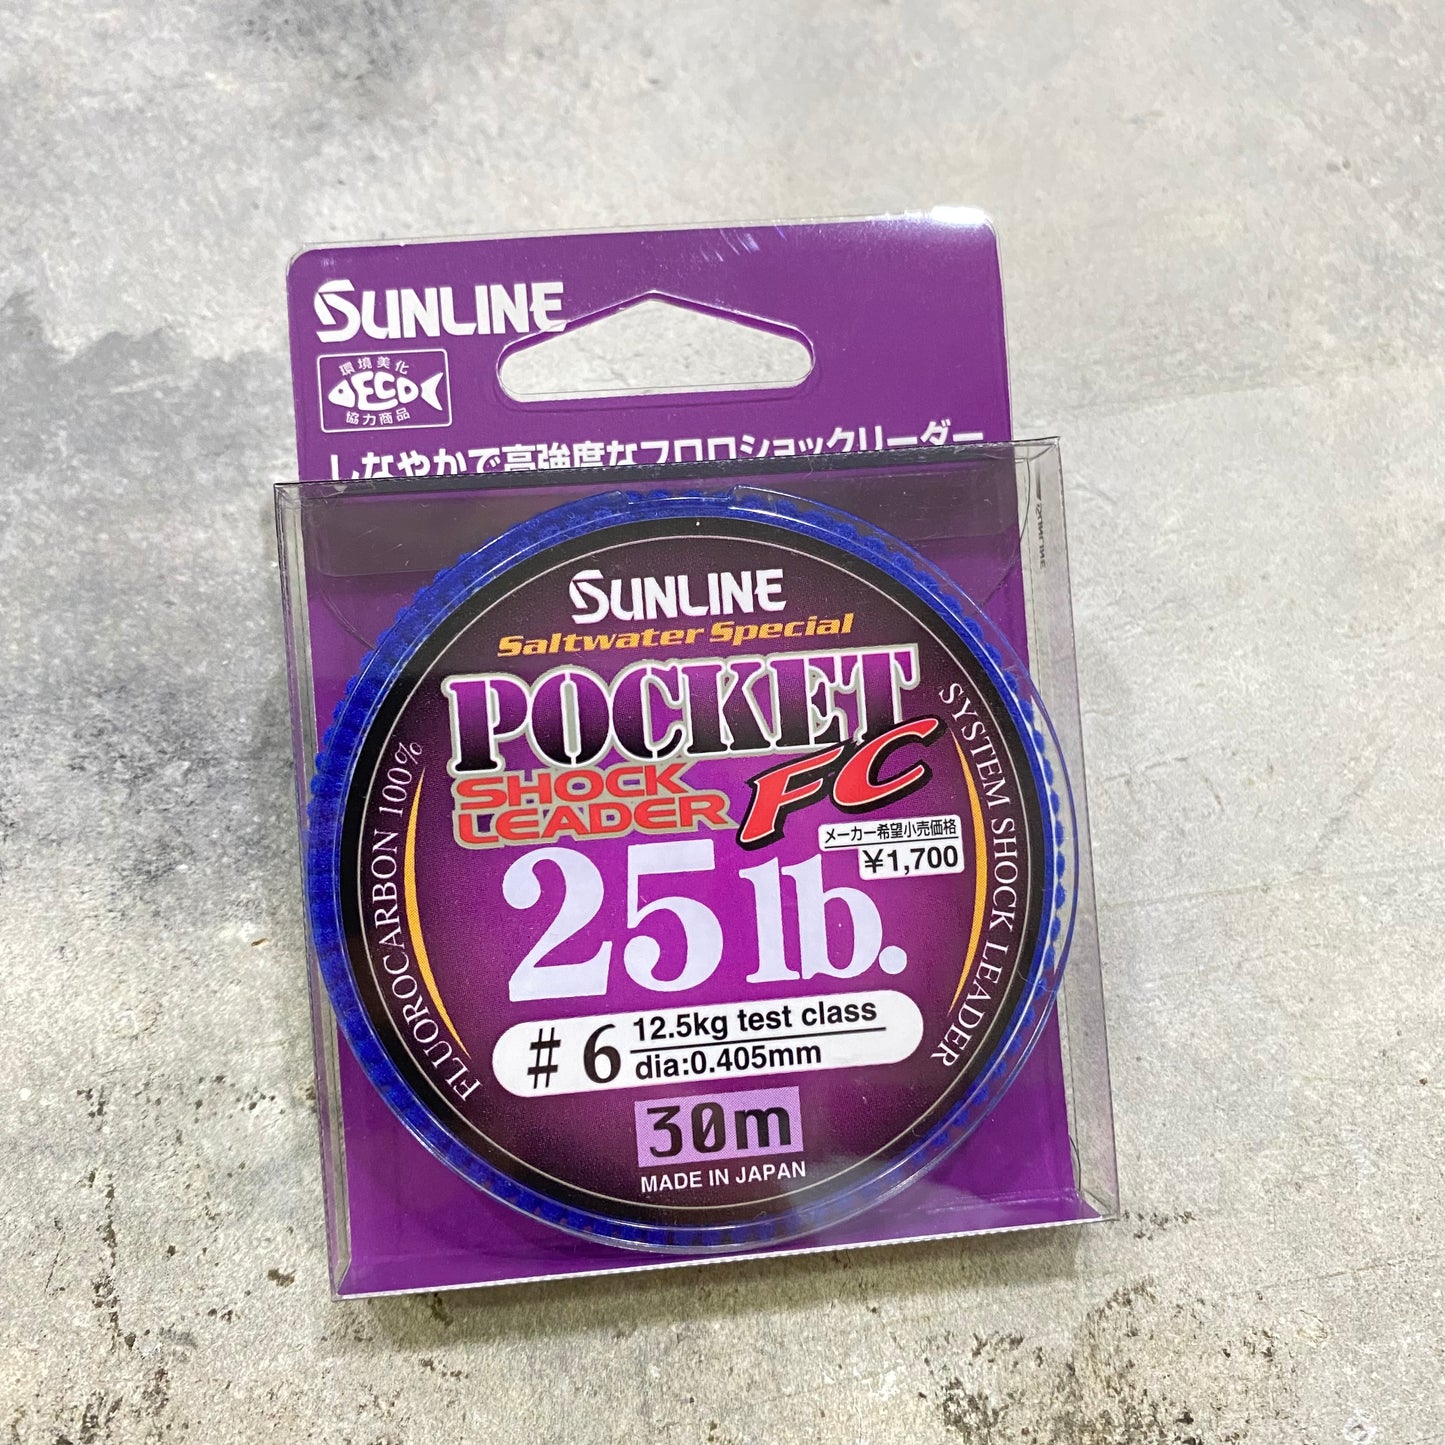 SUNLINE
環境美化
ECO
協力商品
しなやかで高強度なフロロショックリーダー
SUNLINE
Saltwater Special
POCKET
SHOCK
LEADER
FC
メーカー希望小売価格
¥1,700
25lb.
#6
12.5kg test class
dia:0.405mm
30m
MADE IN JAPAN
FLUOROCARBON 100%
SYSTEM SHOCK LEADER
SUNLINE